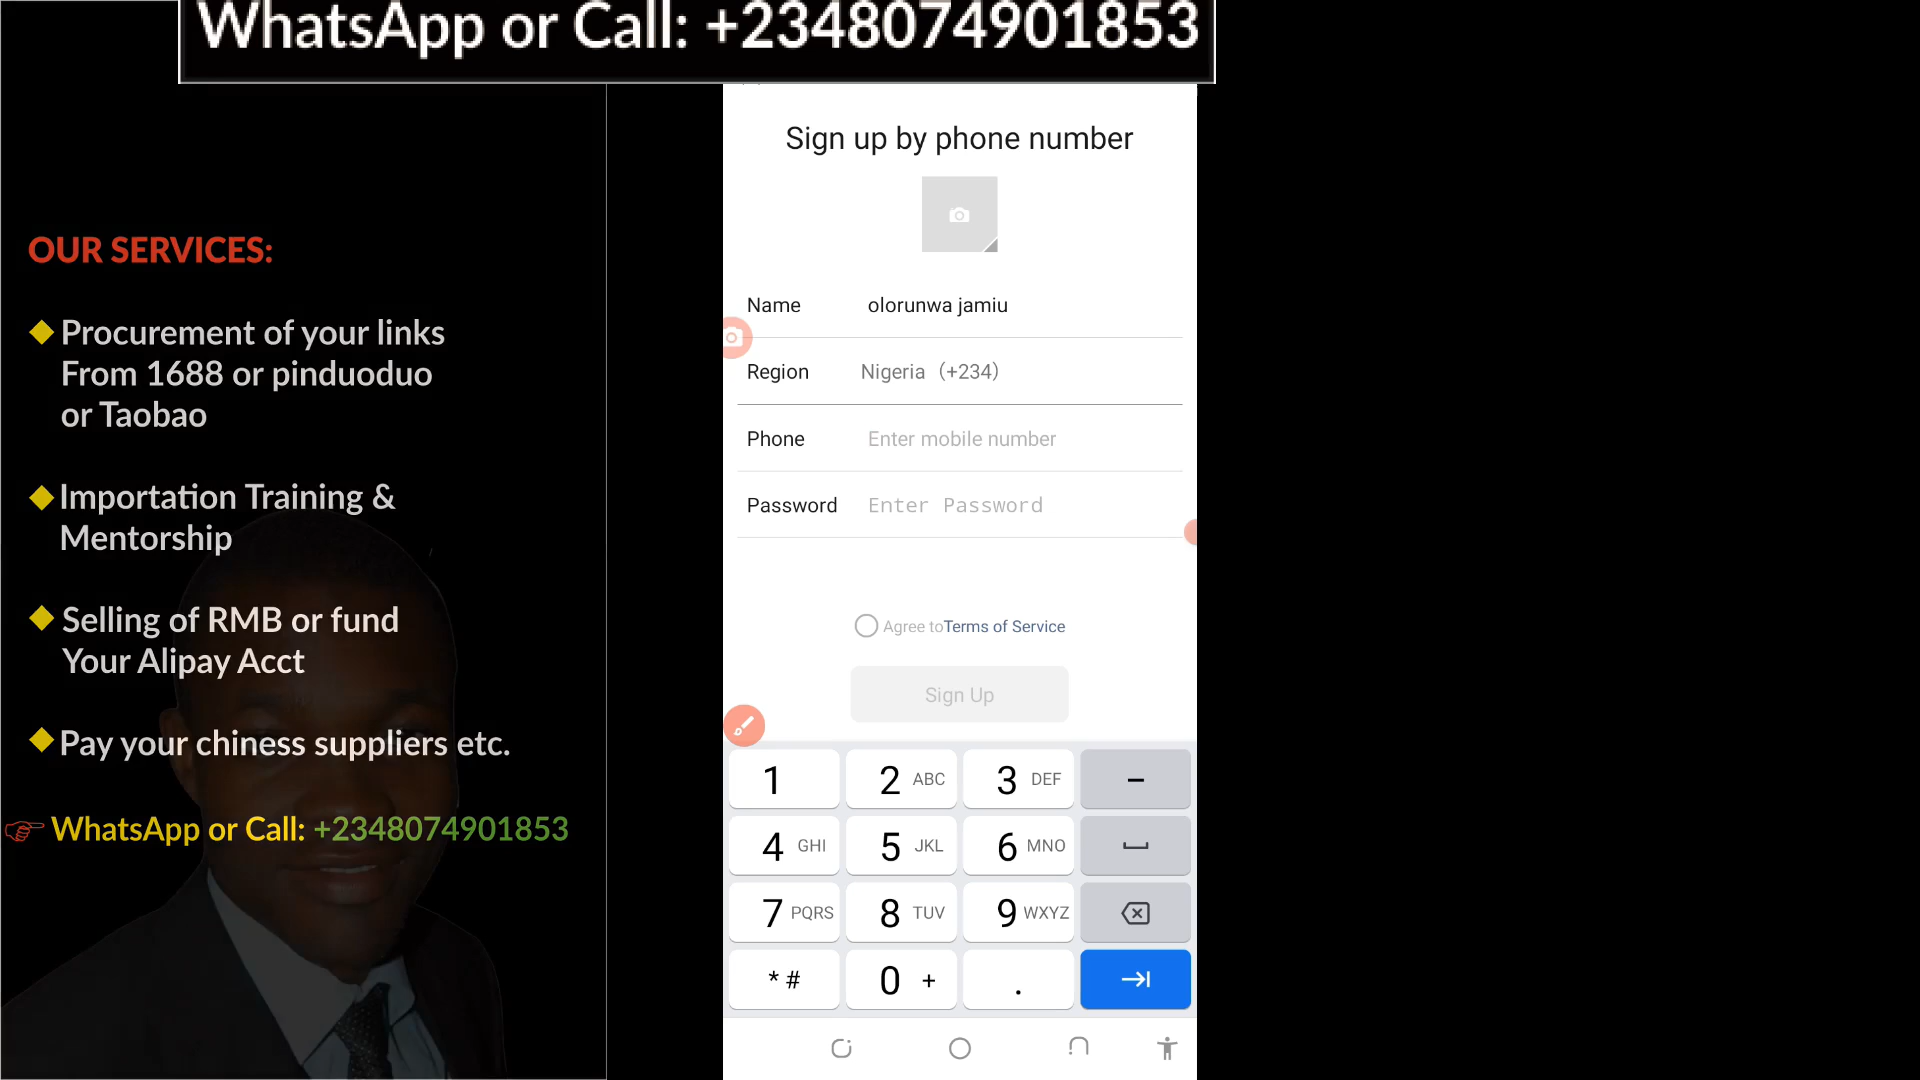 WhatsApp or Call: +2348074901853
OUR SERVICES:
Procurement of your links
From 1688 or pinduoduo
or Taobao
Importation Training &
Mentorship
Selling of RMB or fund
Your Alipay Acct
Pay your chiness suppliers etc.
WhatsApp or Call: +2348074901853
Sign up by phone number
Name olorunwa jamiu
Region Nigeria（+234）
Phone Enter mobile number
Password Enter Password
Agree toTerms of Service
Sign Up
1 2 ABC 3 DEF –
4 GHI 5 JKL 6 MNO
7 PQRS 8 TUV 9 WXYZ
* # 0 + .